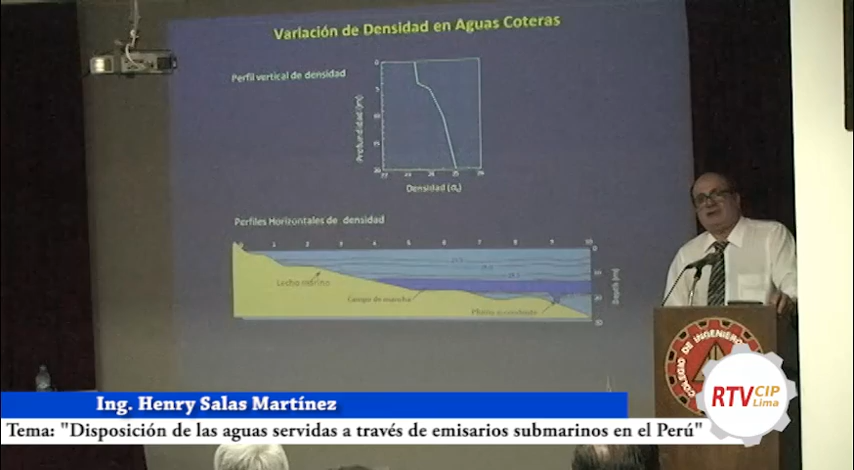 Variación de Densidad en Aguas Coteras
Perfil vertical de densidad
Profundidad (m)
Densidad (σt)
Perfiles Horizontales de densidad
Lecho marino
Campo de mancha
Depth (m)
COLEGIO DE INGENIEROS
RTV CIP
Lima
Ing. Henry Salas Martínez
Tema: "Disposición de las aguas servidas a través de emisarios submarinos en el Perú"